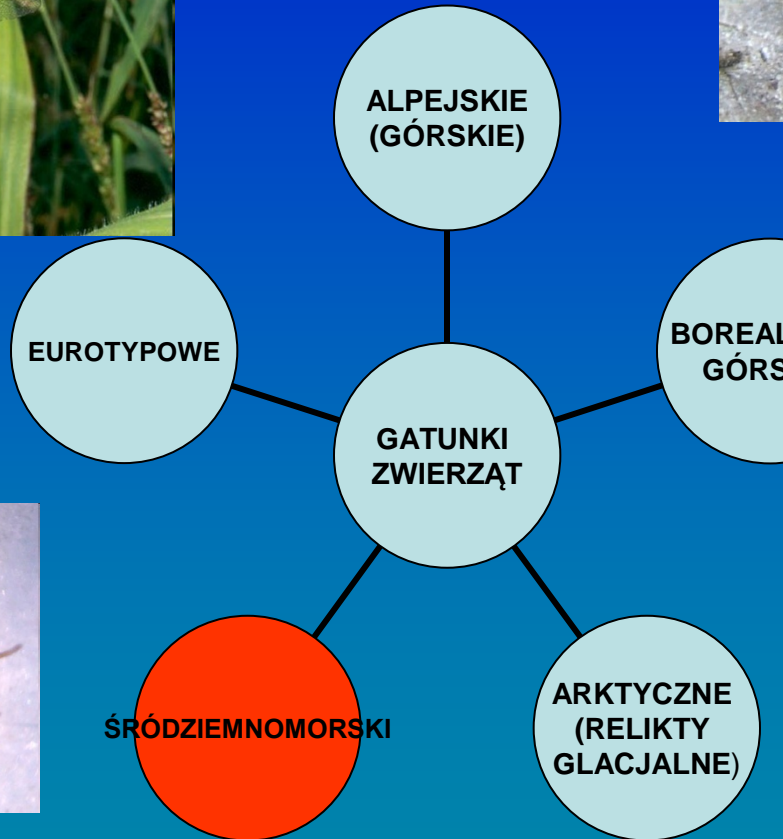 ALPEJSKIE
(GÓRSKIE)
EUROTYPOWE
GATUNKI
ZWIERZĄT
ŚRÓDZIEMNOMORSKI
ARKTYCZNE
(RELIKTY
GLACJALNE)